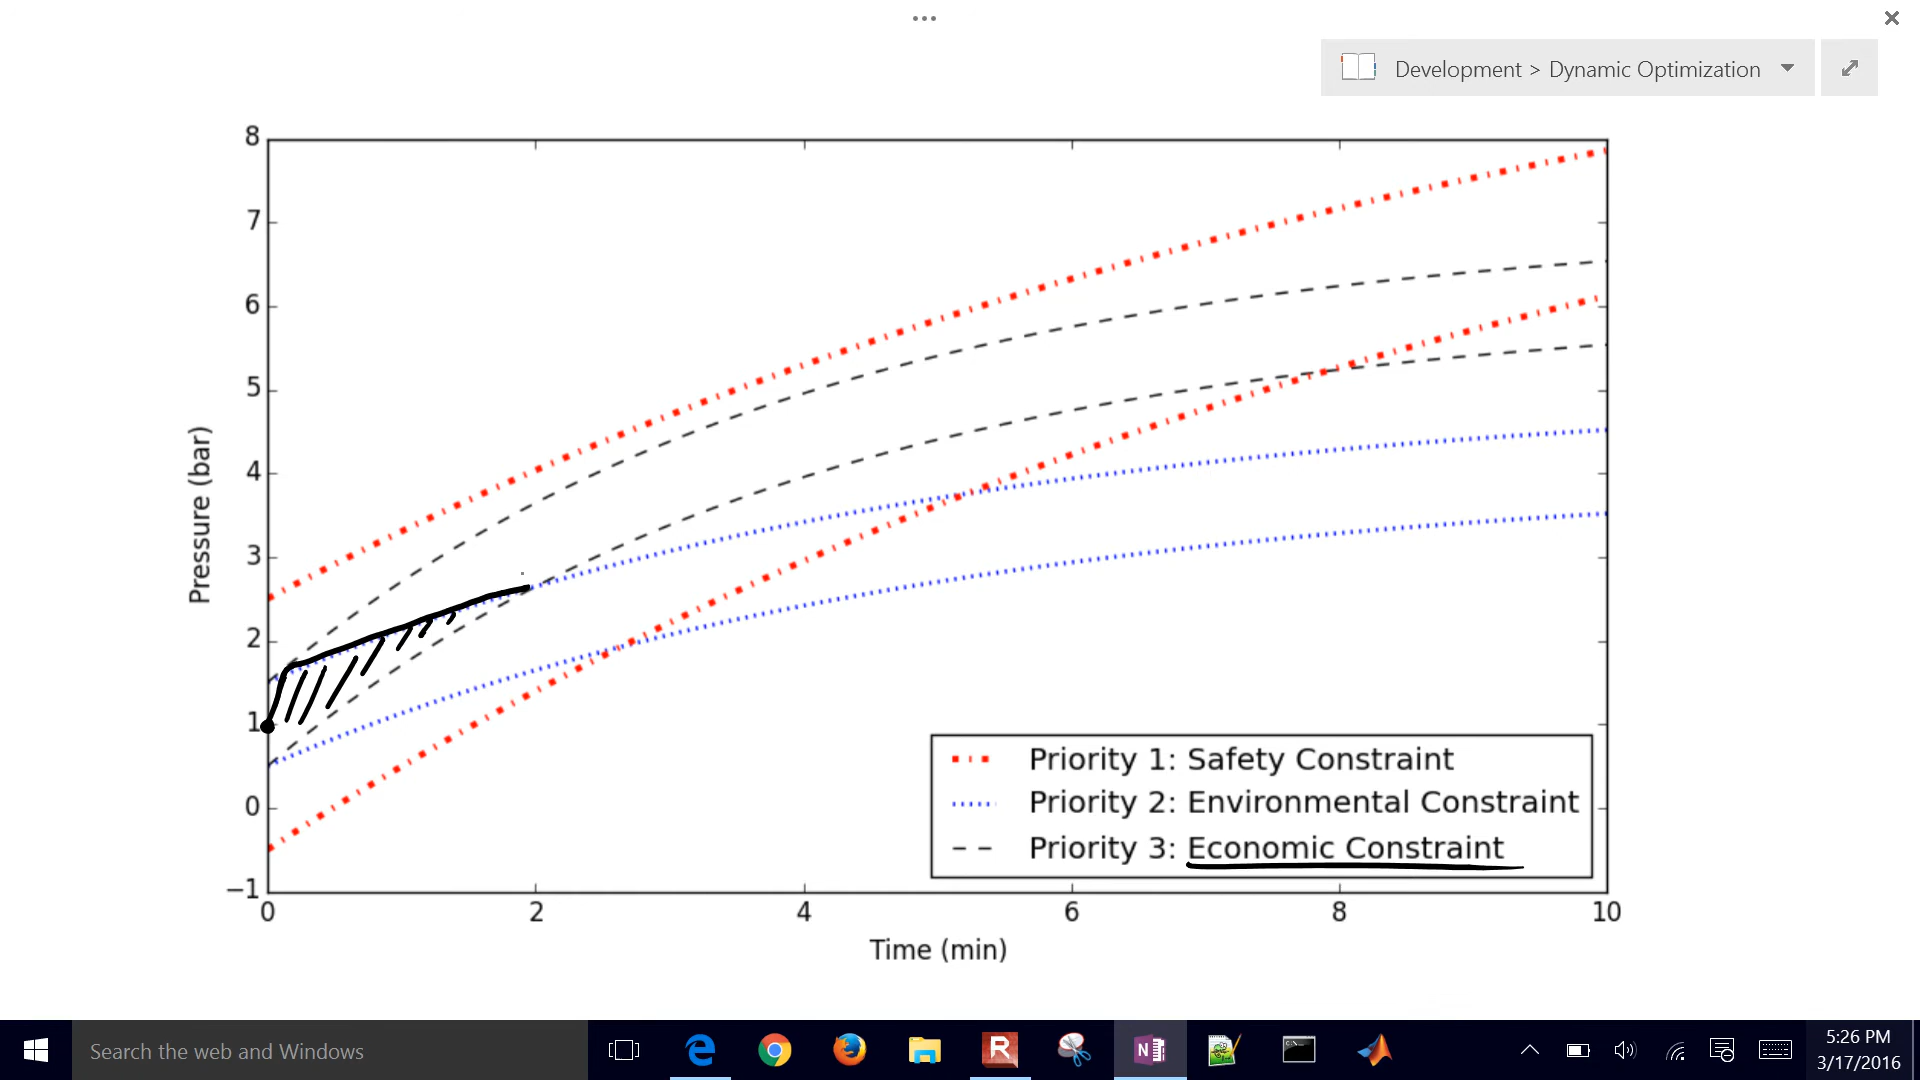 Development > Dynamic Optimization
8
7
6
5
4
3
2
1
0
−1
Pressure (bar)
0 2 4 6 8 10
Time (min)
Priority 1: Safety Constraint
Priority 2: Environmental Constraint
Priority 3: Economic Constraint
Search the web and Windows
5:26 PM
3/17/2016